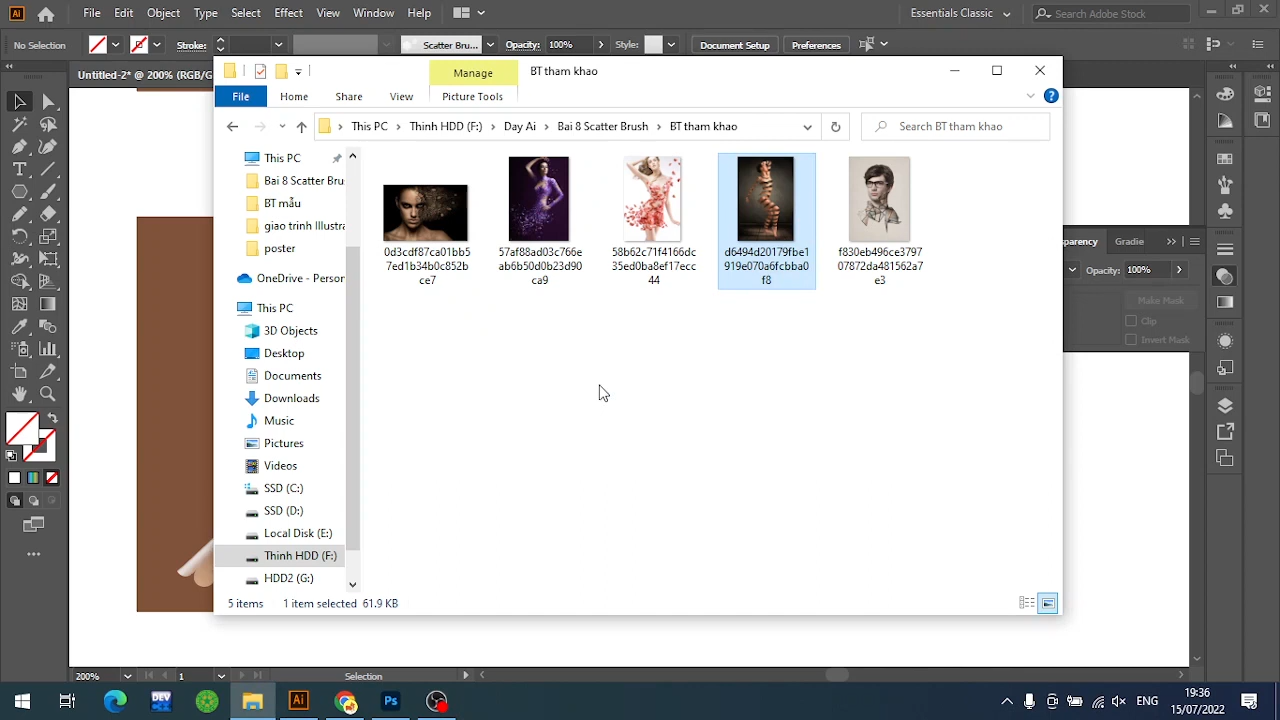 Ai File Edit Object Type Select Effect View Window Help Essentials Classic Search Adobe Stock
No Selection Stroke: Scatter Bru... Opacity: 100% Style: Document Setup Preferences
Untitled-2* @ 200% (RGB/G
Manage BT tham khao
File Home Share View Picture Tools
This PC Thinh HDD (F:) Day Ai Bai 8 Scatter Brush BT tham khao Search BT tham khao
This PC
Bai 8 Scatter Bru
BT mẫu
giao trinh Illustra
poster
OneDrive - Person
This PC
3D Objects
Desktop
Documents
Downloads
Music
Pictures
Videos
SSD (C:)
SSD (D:)
Local Disk (E:)
Thinh HDD (F:)
HDD2 (G:)
0d3cdf87ca01bb5
7ed1b34b0c852b
ce7
57af88ad03c766e
ab6b50d0b23d90
ca9
58b62c71f4166dc
35ed0ba8ef17ecc
44
d6494d20179fbe1
919e070a6fcbba0
f8
f830eb496ce3797
07872da481562a7
e3
5 items 1 item selected 61.9 KB
parency Gradie
Opacity: 100%
Make Mask
Clip
Invert Mask
200% 1 Selection
DEV Ai Ps ENG 19:36
15/07/2022